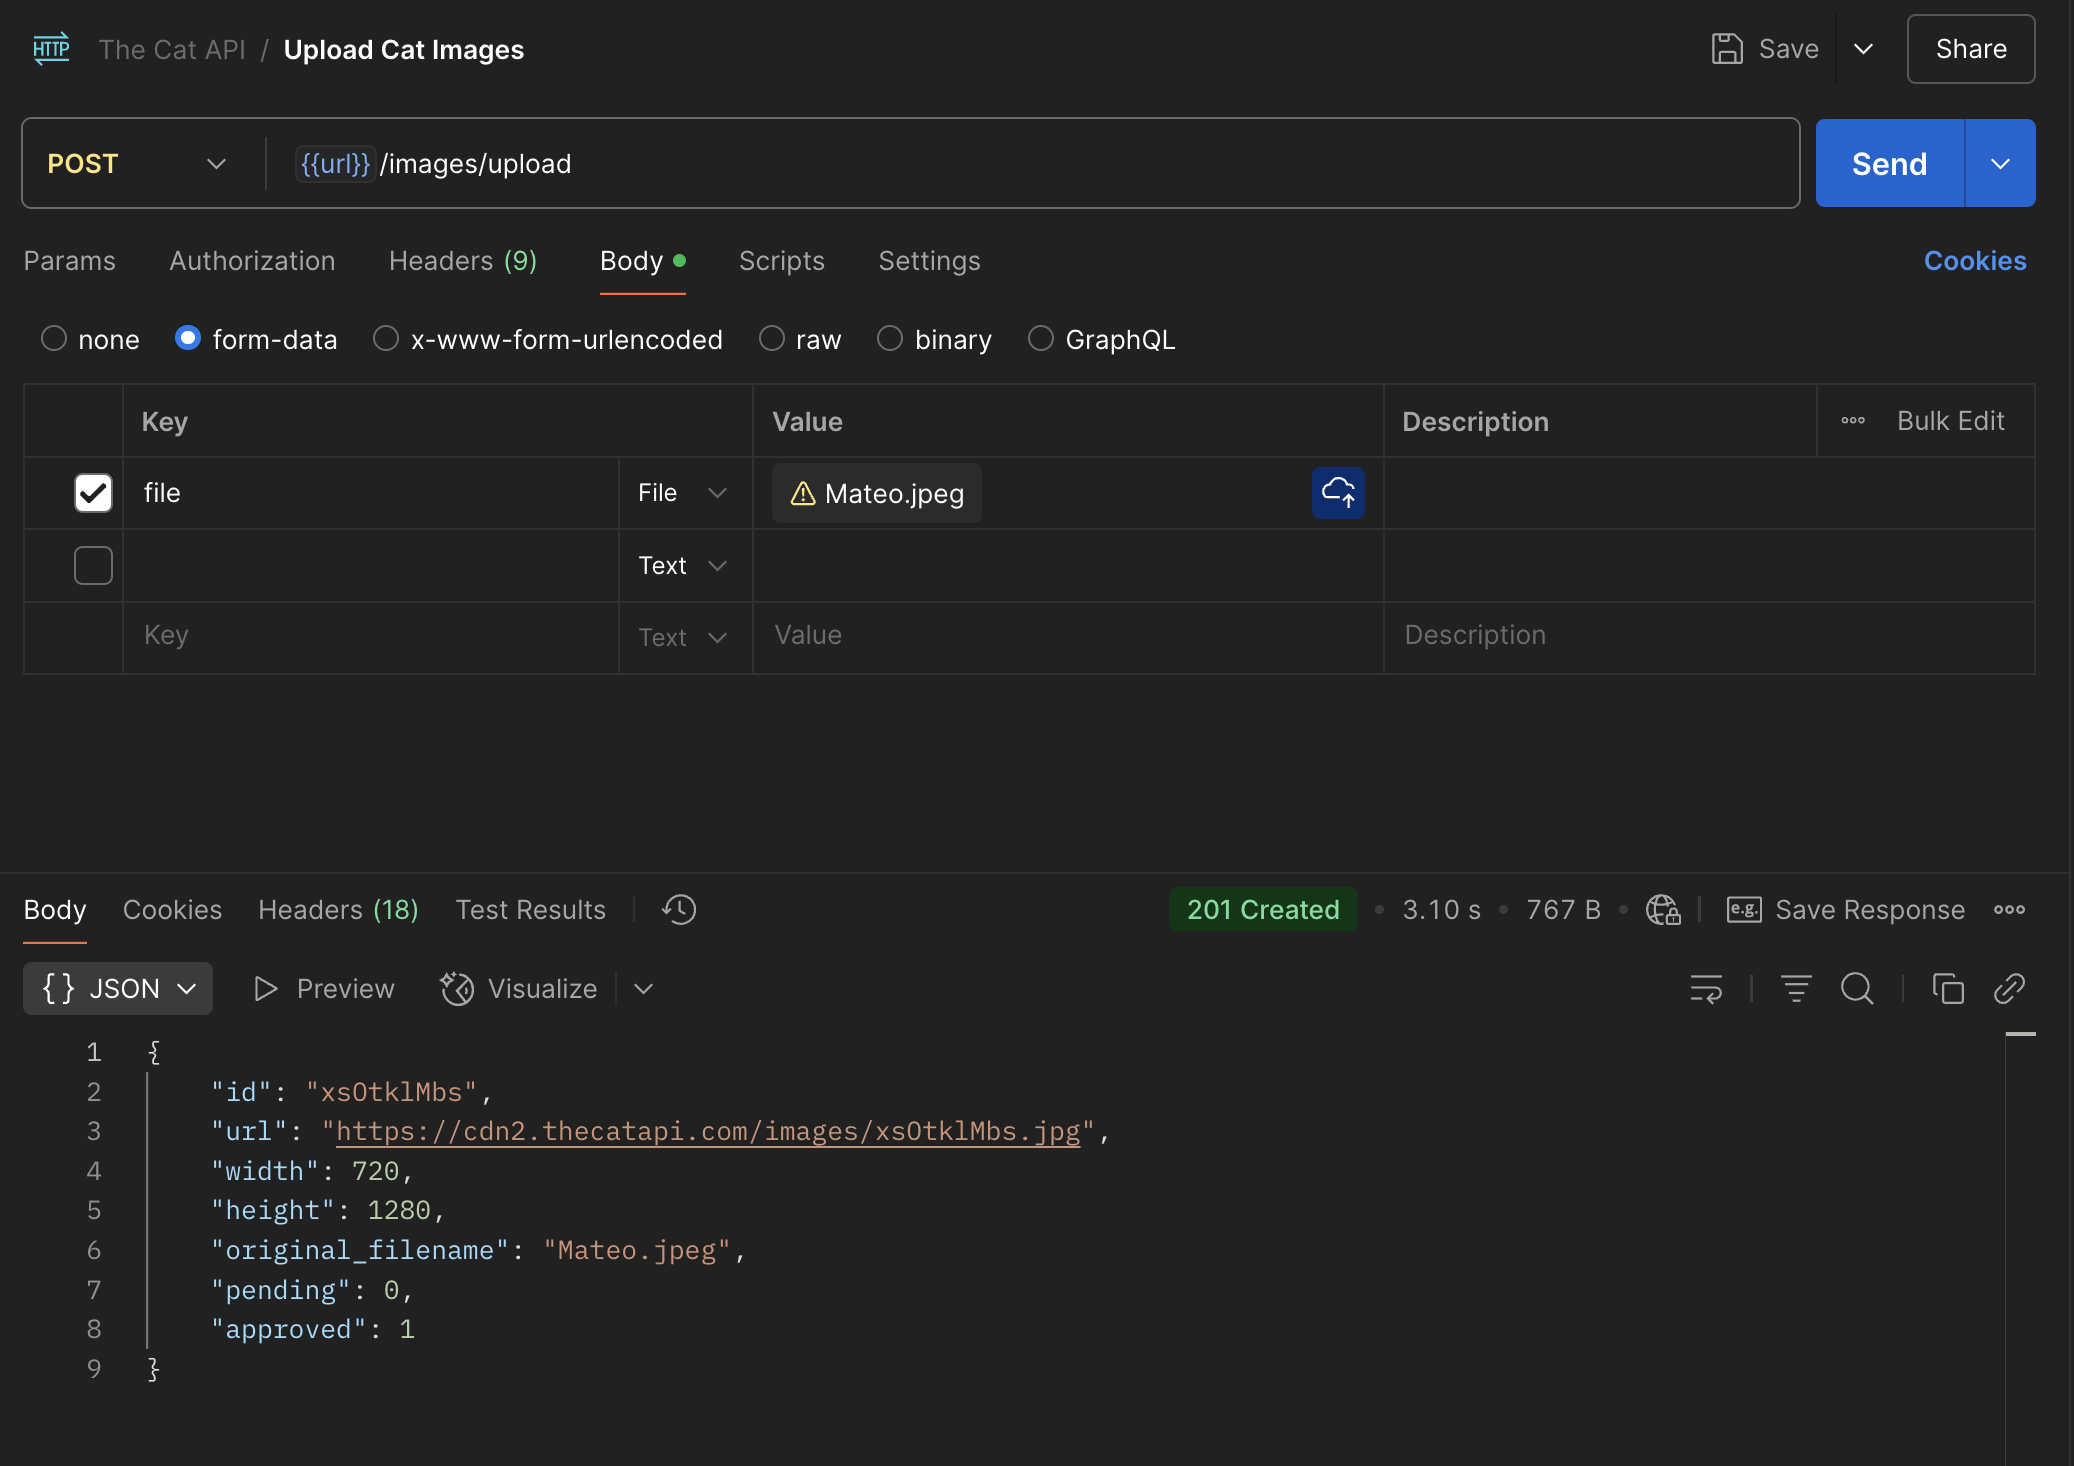 HTTP The Cat API / Upload Cat Images Save Share
POST {{url}}/images/upload Send
Params Authorization Headers (9) Body Scripts Settings Cookies
none form-data x-www-form-urlencoded raw binary GraphQL
Key Value Description Bulk Edit
file File Mateo.jpeg
Text
Key Text Value Description
Body Cookies Headers (18) Test Results 201 Created 3.10 s 767 B e.g. Save Response
{} JSON Preview Visualize
1 {
2 "id": "xsOtklMbs",
3 "url": "https://cdn2.thecatapi.com/images/xsOtklMbs.jpg",
4 "width": 720,
5 "height": 1280,
6 "original_filename": "Mateo.jpeg",
7 "pending": 0,
8 "approved": 1
9 }